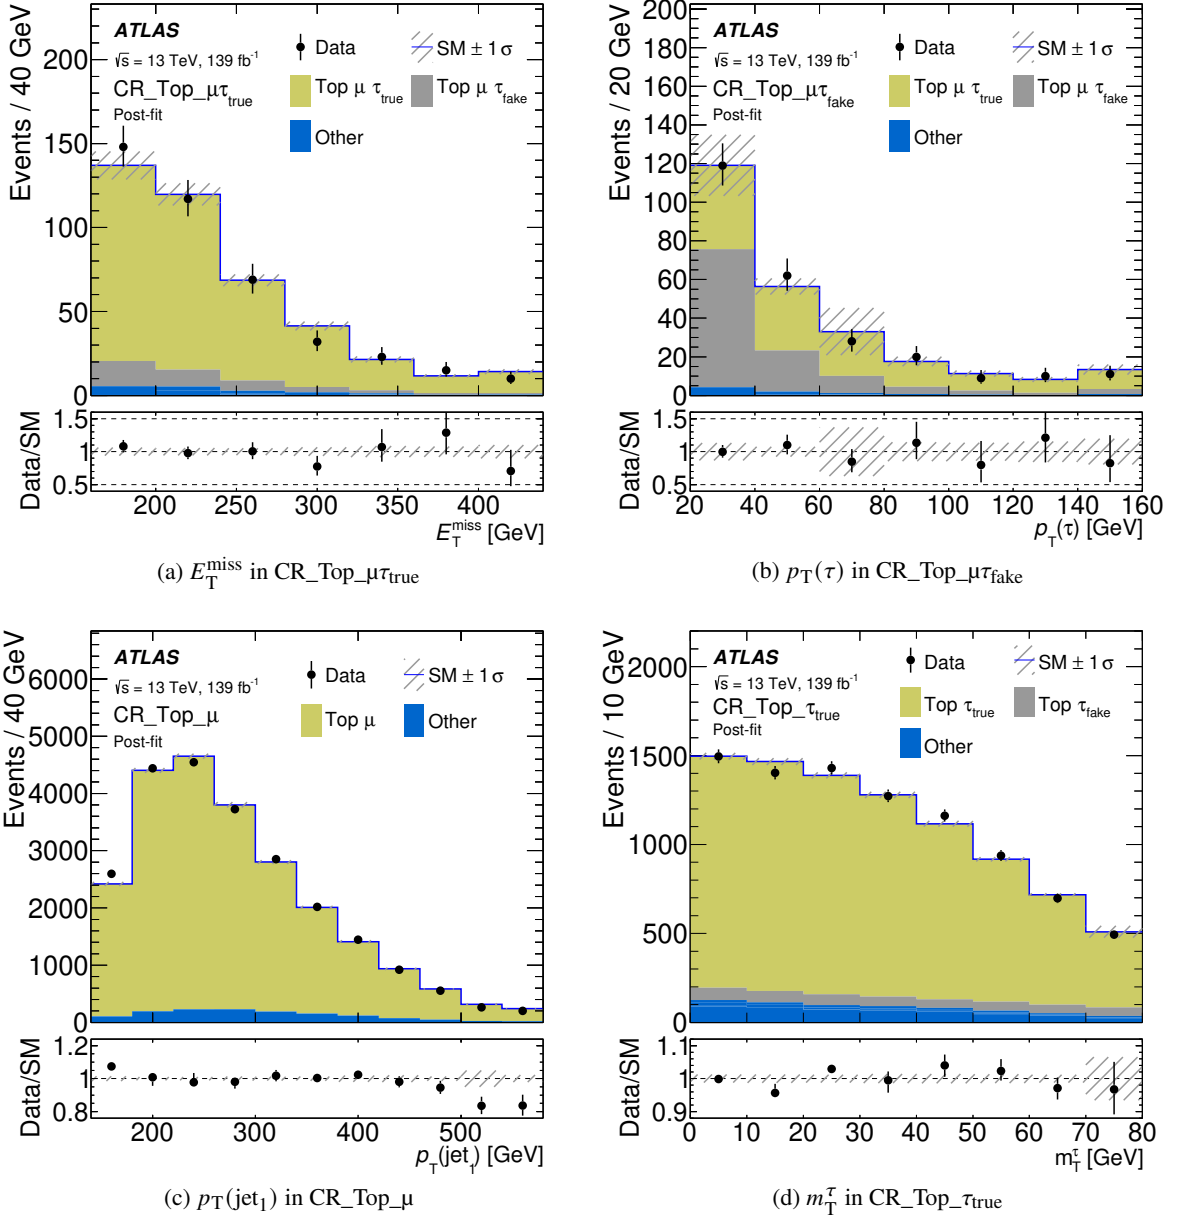 ATLAS
√s = 13 TeV, 139 fb⁻¹
CR_Top_μτtrue
Post-fit
Data
SM ± 1 σ
Top μ τtrue
Top μ τfake
Other
Events / 40 GeV
200
150
100
50
0
Data/SM
1.5
1
0.5
200 250 300 350 400
E_T^miss [GeV]
(a) E_T^miss in CR_Top_μτtrue
ATLAS
√s = 13 TeV, 139 fb⁻¹
CR_Top_μτfake
Post-fit
Data
SM ± 1 σ
Top μ τtrue
Top μ τfake
Other
Events / 20 GeV
200
180
160
140
120
100
80
60
40
20
0
Data/SM
1.5
1
0.5
20 40 60 80 100 120 140 160
p_T(τ) [GeV]
(b) p_T(τ) in CR_Top_μτfake
ATLAS
√s = 13 TeV, 139 fb⁻¹
CR_Top_μ
Post-fit
Data
SM ± 1 σ
Top μ
Other
Events / 40 GeV
6000
5000
4000
3000
2000
1000
0
Data/SM
1.2
1
0.8
200 300 400 500
p_T(jet₁) [GeV]
(c) p_T(jet₁) in CR_Top_μ
ATLAS
√s = 13 TeV, 139 fb⁻¹
CR_Top_τtrue
Post-fit
Data
SM ± 1 σ
Top τtrue
Top τfake
Other
Events / 10 GeV
2000
1500
1000
500
0
Data/SM
1.1
1
0.9
0 10 20 30 40 50 60 70 80
m_T^τ [GeV]
(d) m_T^τ in CR_Top_τtrue